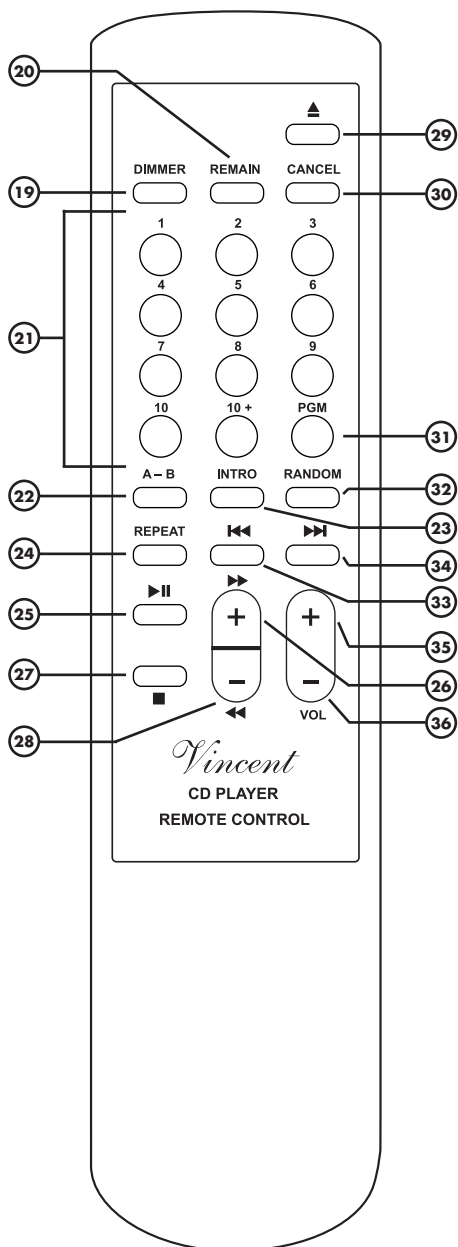 20
29
DIMMER REMAIN CANCEL
19
30
1 2 3
4 5 6
21
7 8 9
10 10 + PGM
31
A – B INTRO RANDOM
22
32
23
REPEAT
24
34
33
25
+ +
35
27
26
– –
VOL
36
28
Vincent
CD PLAYER
REMOTE CONTROL